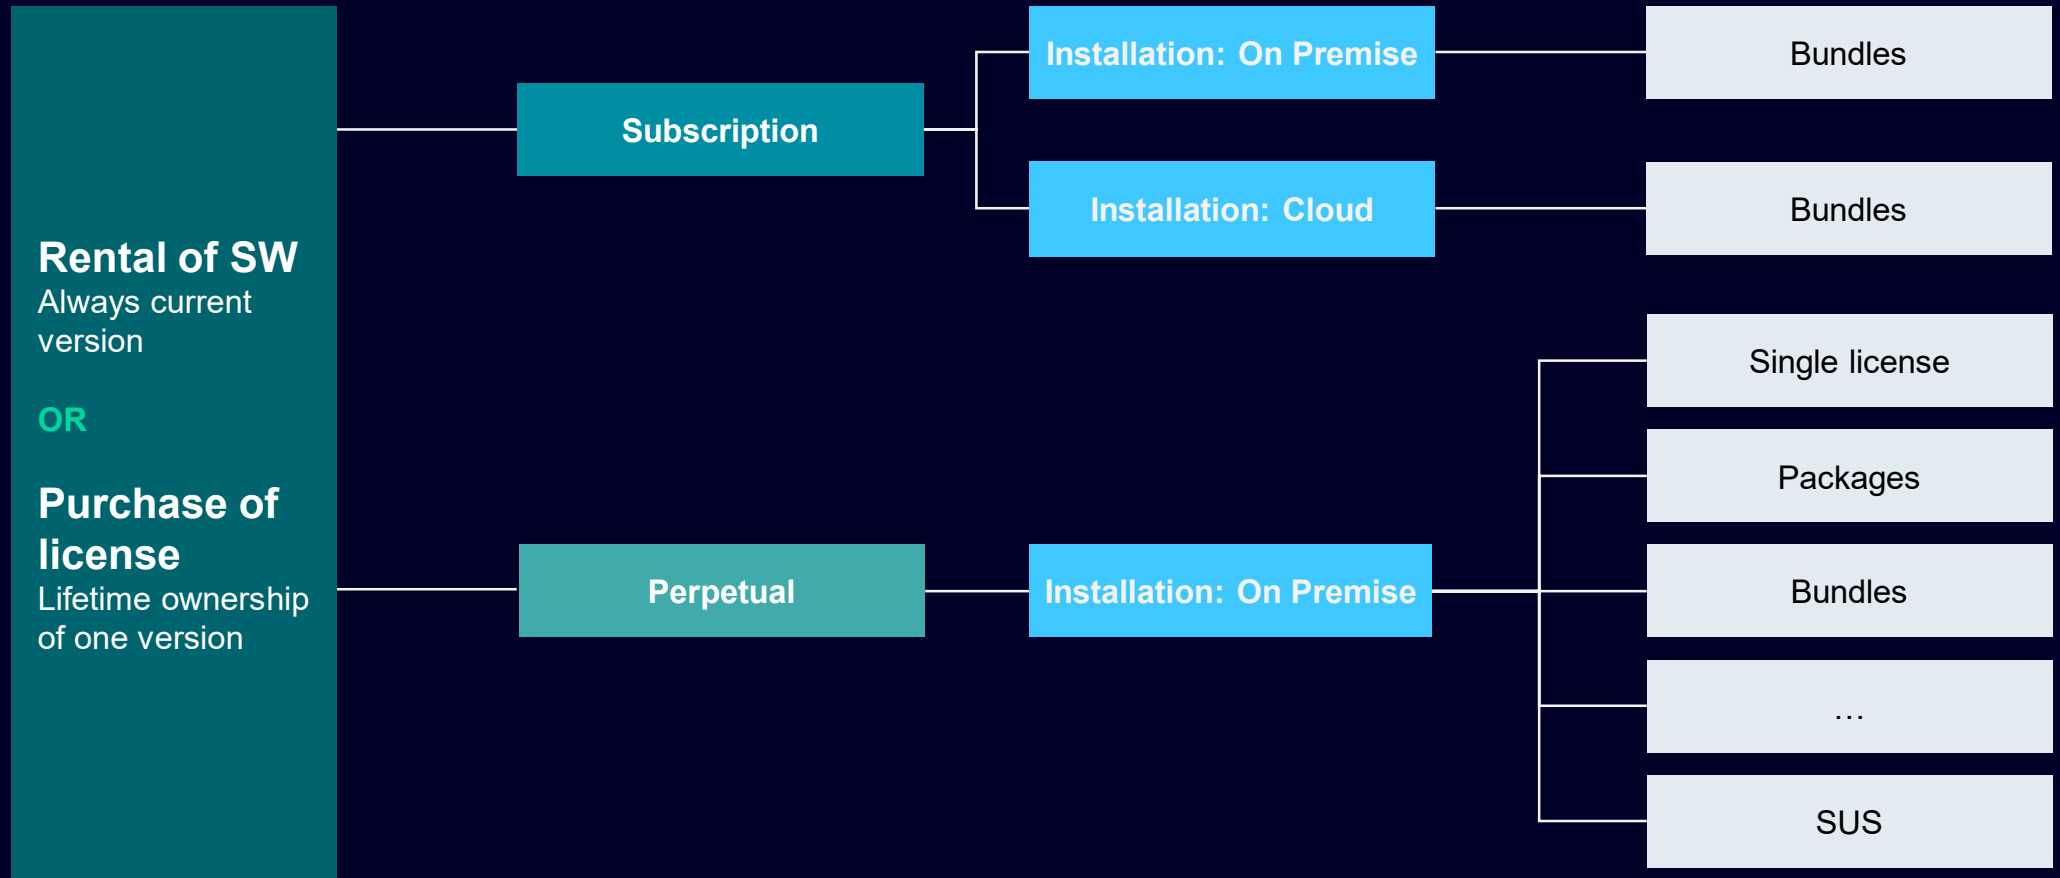 Rental of SW
Always current
version
OR
Purchase of
license
Lifetime ownership
of one version
Subscription
Installation: On Premise
Bundles
Installation: Cloud
Bundles
Perpetual
Installation: On Premise
Single license
Packages
Bundles
…
SUS